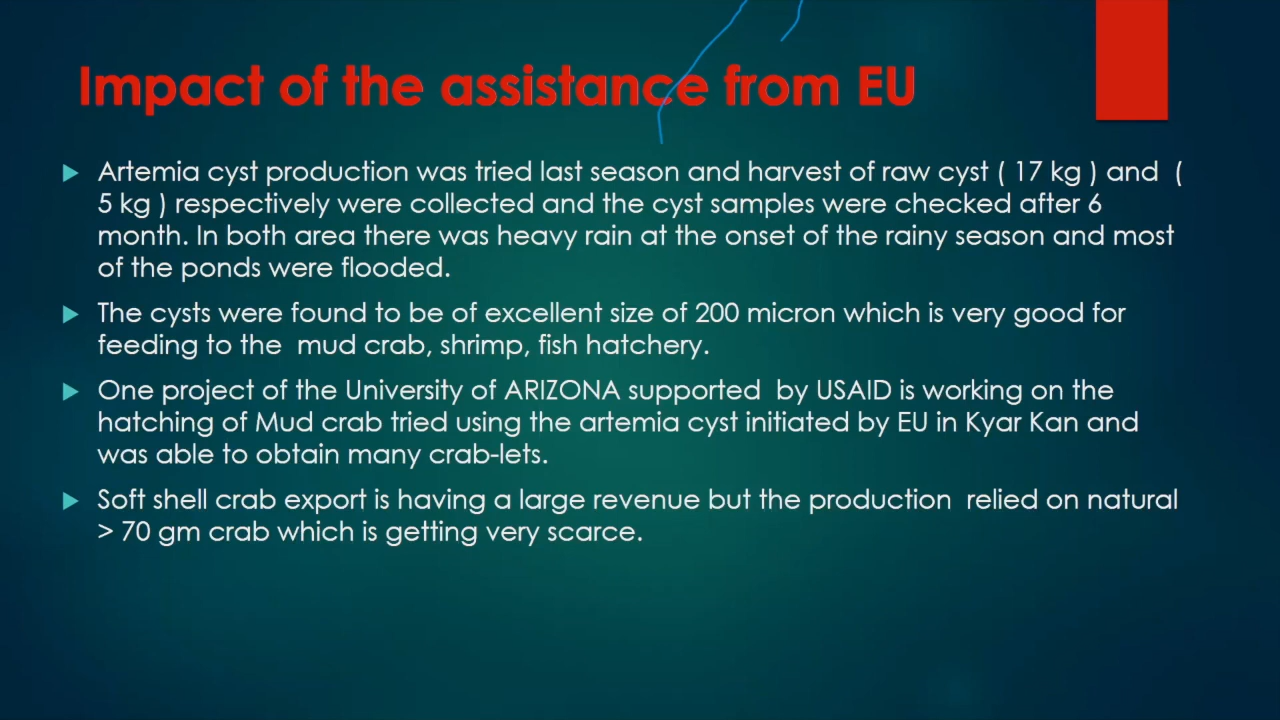 Impact of the assistance from EU
Artemia cyst production was tried last season and harvest of raw cyst ( 17 kg ) and  (
5 kg ) respectively were collected and the cyst samples were checked after 6
month. In both area there was heavy rain at the onset of the rainy season and most
of the ponds were flooded.
The cysts were found to be of excellent size of 200 micron which is very good for
feeding to the  mud crab, shrimp, fish hatchery.
One project of the University of ARIZONA supported  by USAID is working on the
hatching of Mud crab tried using the artemia cyst initiated by EU in Kyar Kan and
was able to obtain many crab-lets.
Soft shell crab export is having a large revenue but the production  relied on natural
> 70 gm crab which is getting very scarce.